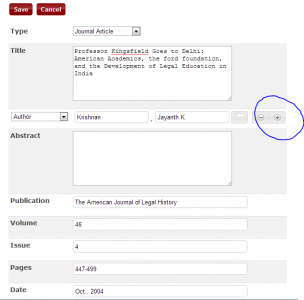 Save Cancel
Type Journal Article
Title Professor Kingsfield Goes to Delhi:
American Academics, the ford foundation,
and the Development of Legal Education in
India
Author Krishnan , Jayanth K.
Abstract
Publication The American Journal of Legal History
Volume 46
Issue 4
Pages 447-499
Date Oct., 2004